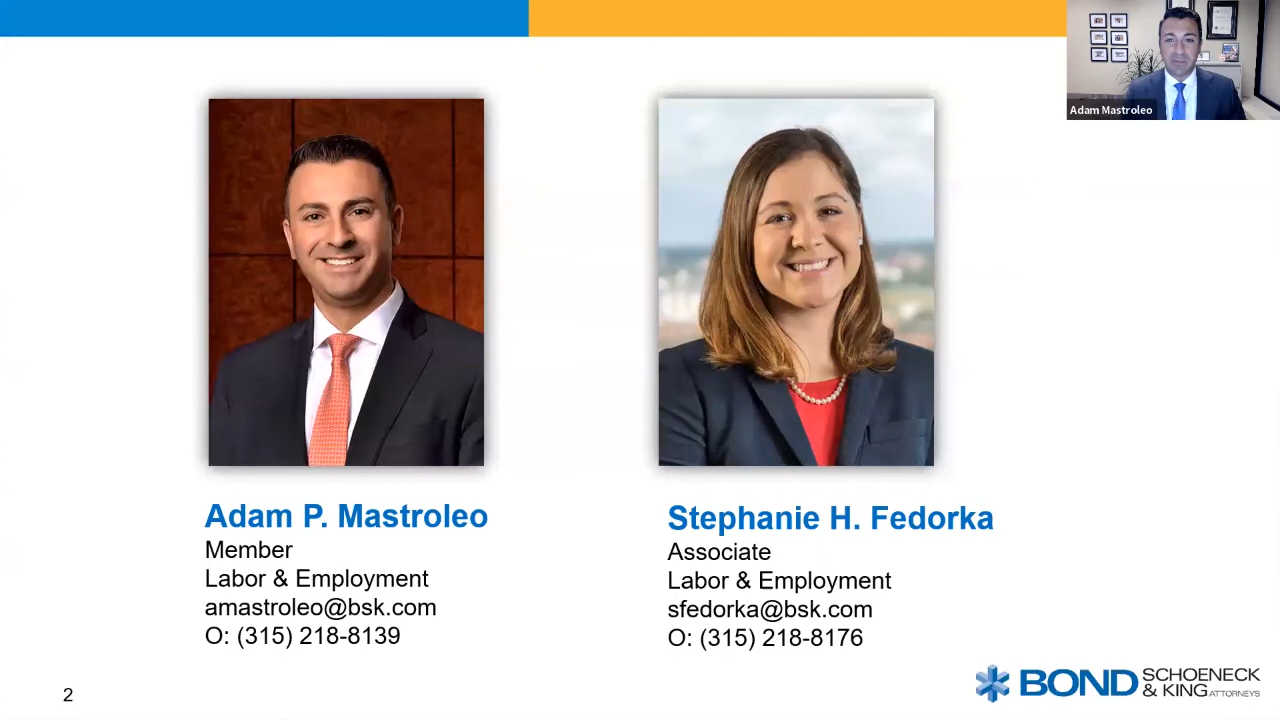 Adam Mastroleo
Adam P. Mastroleo
Member
Labor & Employment
amastroleo@bsk.com
O: (315) 218-8139
Stephanie H. Fedorka
Associate
Labor & Employment
sfedorka@bsk.com
O: (315) 218-8176
2
BOND SCHOENECK
& KING ATTORNEYS